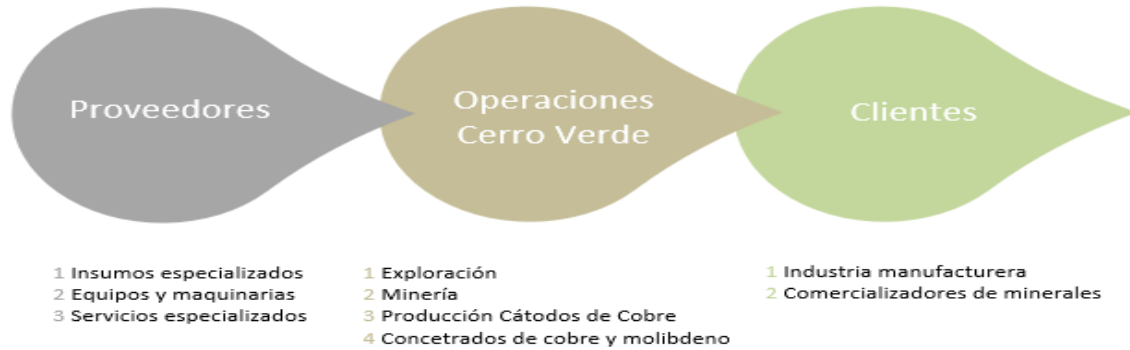 Proveedores
Operaciones
Cerro Verde
Clientes
1 Insumos especializados
2 Equipos y maquinarias
3 Servicios especializados
1 Exploración
2 Minería
3 Producción Cátodos de Cobre
4 Concetrados de cobre y molibdeno
1 Industria manufacturera
2 Comercializadores de minerales